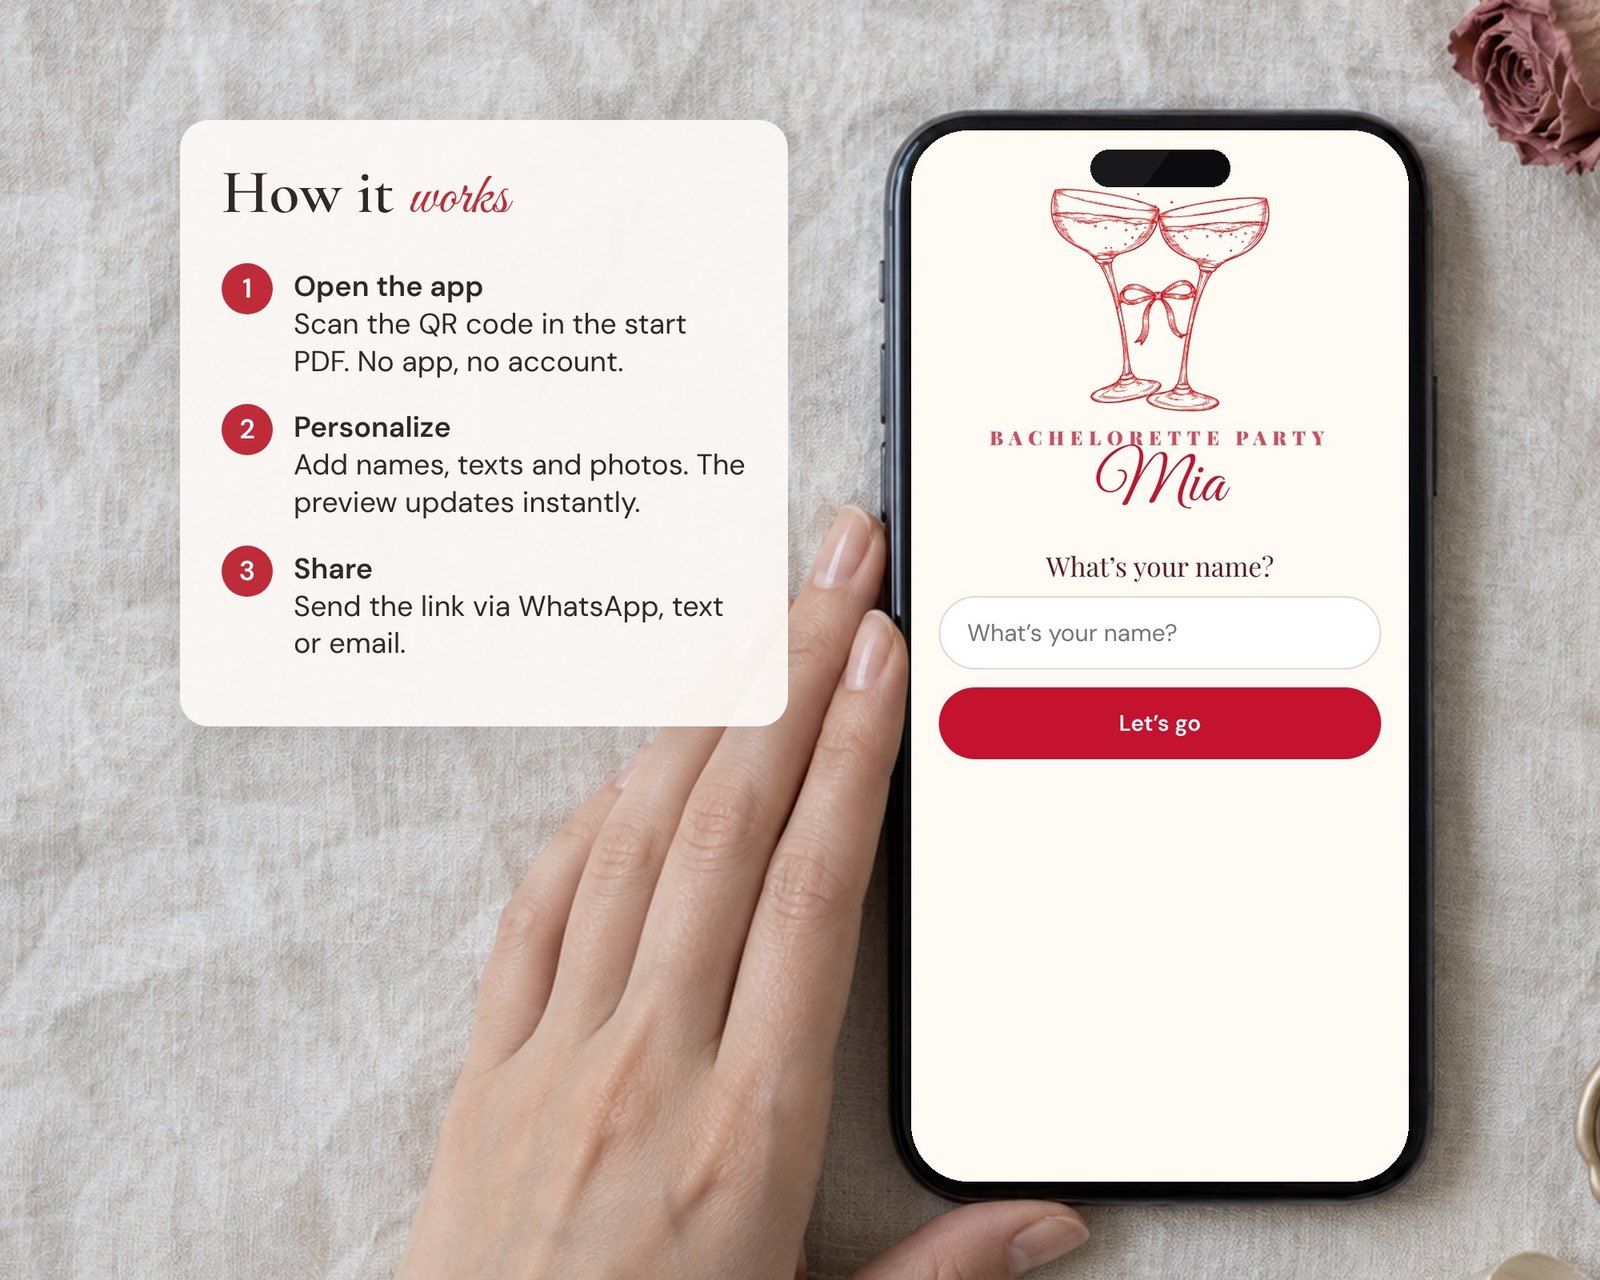 How it works
1
Open the app
Scan the QR code in the start
PDF. No app, no account.
2
Personalize
Add names, texts and photos. The
preview updates instantly.
3
Share
Send the link via WhatsApp, text
or email.
BACHELORETTE PARTY
Mia
What's your name?
What's your name?
Let's go